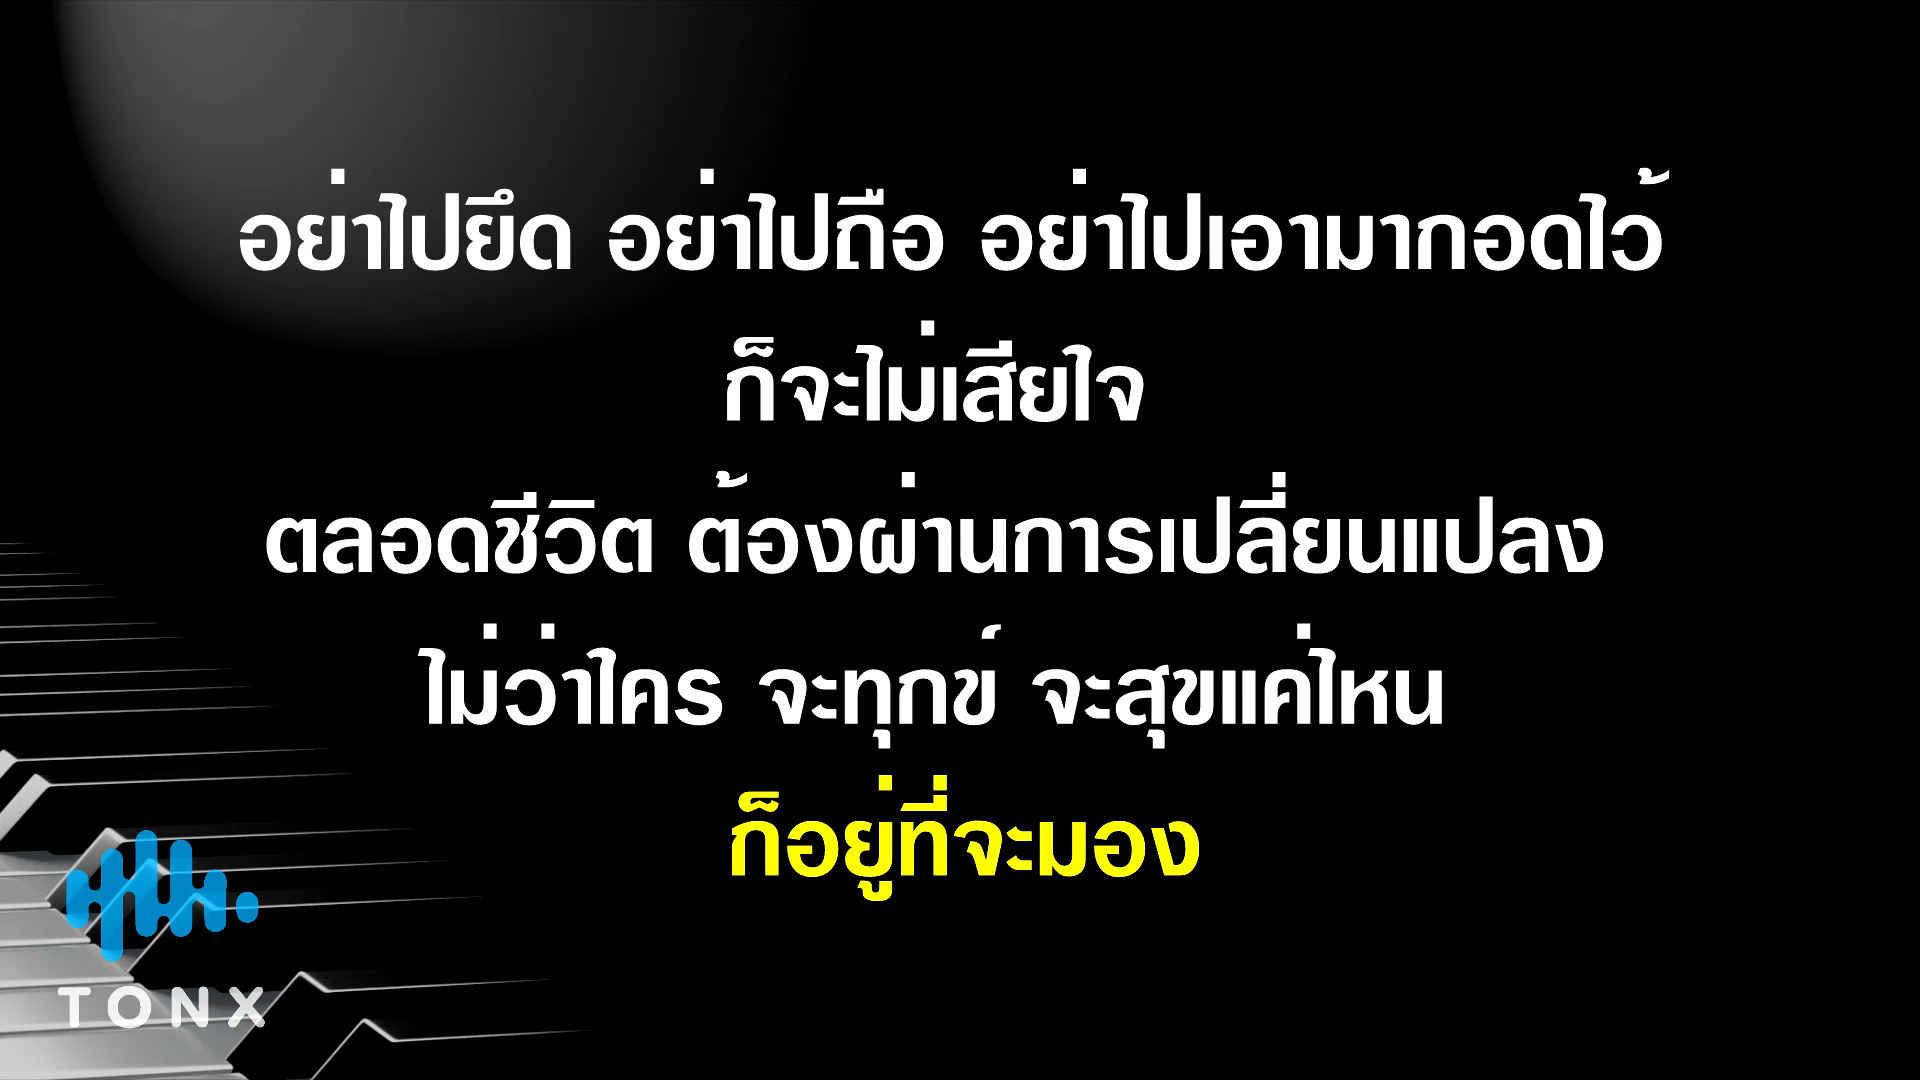 อย่าไปยึด อย่าไปถือ อย่าไปเอามากอดไว้
ก็จะไม่เสียใจ
ตลอดชีวิต ต้องผ่านการเปลี่ยนแปลง
ไม่ว่าใคร จะทุกข์ จะสุขแค่ไหน
ก็อยู่ที่จะมอง
TONX